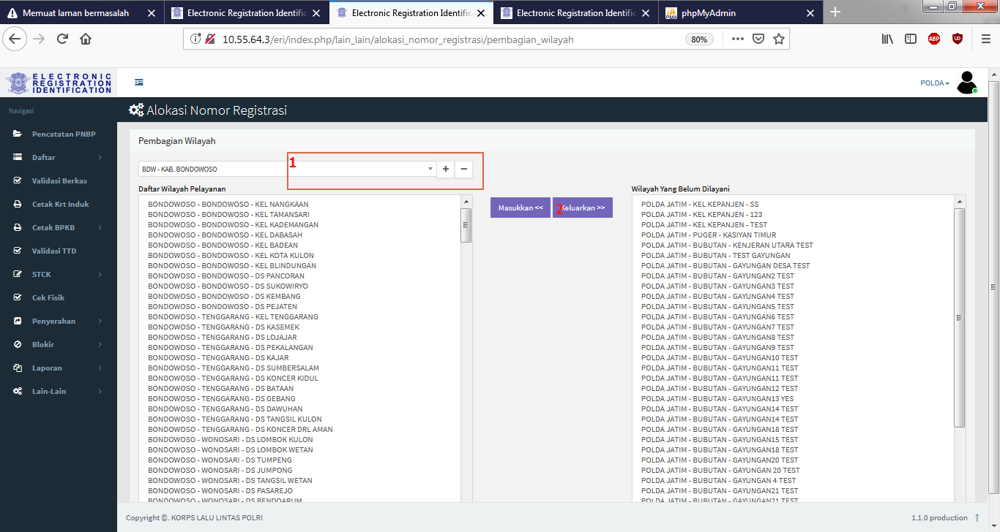 Memuat laman bermasalah
Electronic Registration Identific
Electronic Registration Identific
Electronic Registration Identific
phpMyAdmin
10.55.64.3/eri/index.php/lain_lain/alokasi_nomor_registrasi/pembagian_wilayah
80%
ELECTRONIC
REGISTRATION
IDENTIFICATION
POLDA
Navigasi
Alokasi Nomor Registrasi
Pencatatan PNBP
Daftar
Validasi Berkas
Cetak Krt Induk
Cetak BPKB
Validasi TTD
STCK
Cek Fisik
Penyerahan
Blokir
Laporan
Lain-Lain
Pembagian Wilayah
1
BDW - KAB. BONDOWOSO
+ −
Daftar Wilayah Pelayanan
BONDOWOSO - BONDOWOSO - KEL NANGKAAN
BONDOWOSO - BONDOWOSO - KEL TAMANSARI
BONDOWOSO - BONDOWOSO - KEL KADEMANGAN
BONDOWOSO - BONDOWOSO - KEL DABASAH
BONDOWOSO - BONDOWOSO - KEL BADEAN
BONDOWOSO - BONDOWOSO - KEL KOTA KULON
BONDOWOSO - BONDOWOSO - KEL BLINDUNGAN
BONDOWOSO - BONDOWOSO - DS PANCORAN
BONDOWOSO - BONDOWOSO - DS SUKOWIRYO
BONDOWOSO - BONDOWOSO - DS KEMBANG
BONDOWOSO - BONDOWOSO - DS PEJATEN
BONDOWOSO - TENGGARANG - KEL TENGGARANG
BONDOWOSO - TENGGARANG - DS KASEMEK
BONDOWOSO - TENGGARANG - DS LOJAJAR
BONDOWOSO - TENGGARANG - DS PEKALANGAN
BONDOWOSO - TENGGARANG - DS KAJAR
BONDOWOSO - TENGGARANG - DS SUMBERSALAM
BONDOWOSO - TENGGARANG - DS KONCER KIDUL
BONDOWOSO - TENGGARANG - DS BATAAN
BONDOWOSO - TENGGARANG - DS GEBANG
BONDOWOSO - TENGGARANG - DS DAWUHAN
BONDOWOSO - TENGGARANG - DS TANGSIL KULON
BONDOWOSO - TENGGARANG - DS KONCER DRL AMAN
BONDOWOSO - WONOSARI - DS LOMBOK KULON
BONDOWOSO - WONOSARI - DS LOMBOK WETAN
BONDOWOSO - WONOSARI - DS TUMPENG
BONDOWOSO - WONOSARI - DS JUMPONG
BONDOWOSO - WONOSARI - DS TANGSIL WETAN
BONDOWOSO - WONOSARI - DS PASAREJO
BONDOWOSO - WONOSARI - DS BENDOARUM
Masukkan <<
2
Keluarkan >>
Wilayah Yang Belum Dilayani
POLDA JATIM - KEL KEPANJEN - SS
POLDA JATIM - KEL KEPANJEN - 123
POLDA JATIM - KEL KEPANJEN - TEST
POLDA JATIM - PUGER - KASIYAN TIMUR
POLDA JATIM - BUBUTAN - KENJERAN UTARA TEST
POLDA JATIM - BUBUTAN - TEST GAYUNGAN
POLDA JATIM - BUBUTAN - GAYUNGAN DESA TEST
POLDA JATIM - BUBUTAN - GAYUNGAN2 TEST
POLDA JATIM - BUBUTAN - GAYUNGAN3 TEST
POLDA JATIM - BUBUTAN - GAYUNGAN4 TEST
POLDA JATIM - BUBUTAN - GAYUNGAN5 TEST
POLDA JATIM - BUBUTAN - GAYUNGAN6 TEST
POLDA JATIM - BUBUTAN - GAYUNGAN7 TEST
POLDA JATIM - BUBUTAN - GAYUNGAN8 TEST
POLDA JATIM - BUBUTAN - GAYUNGAN9 TEST
POLDA JATIM - BUBUTAN - GAYUNGAN10 TEST
POLDA JATIM - BUBUTAN - GAYUNGAN11 TEST
POLDA JATIM - BUBUTAN - GAYUNGAN11 TEST
POLDA JATIM - BUBUTAN - GAYUNGAN12 TEST
POLDA JATIM - BUBUTAN - GAYUNGAN13 YES
POLDA JATIM - BUBUTAN - GAYUNGAN14 TEST
POLDA JATIM - BUBUTAN - GAYUNGAN14 TEST
POLDA JATIM - BUBUTAN - GAYUNGAN18 TEST
POLDA JATIM - BUBUTAN - GAYUNGAN15 TEST
POLDA JATIM - BUBUTAN - GAYUNGAN18 TEST
POLDA JATIM - BUBUTAN - GAYUNGAN20 TEST
POLDA JATIM - BUBUTAN - GAYUNGAN 20 TEST
POLDA JATIM - BUBUTAN - GAYUNGAN 4 TEST
POLDA JATIM - BUBUTAN - GAYUNGAN21 TEST
POLDA JATIM - BUBUTAN - GAYUNGAN21 TEST
Copyright ©. KORPS LALU LINTAS POLRI
1.1.0 production